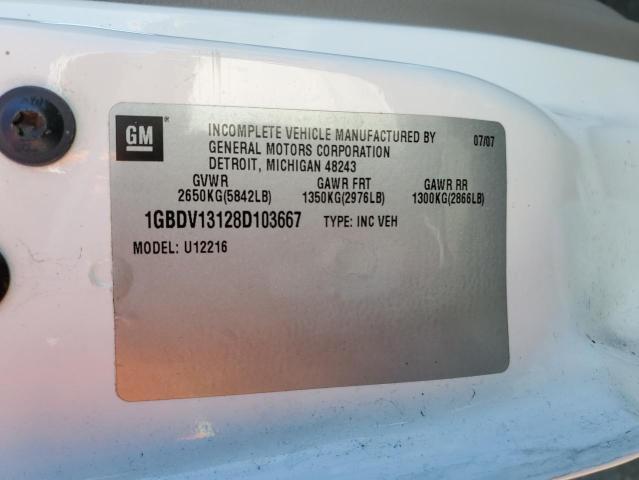 GM®
INCOMPLETE VEHICLE MANUFACTURED BY 07/07
GENERAL MOTORS CORPORATION
DETROIT, MICHIGAN 48243
GVWR GAWR FRT GAWR RR
2650KG(5842LB) 1350KG(2976LB) 1300KG(2866LB)
1GBDV13128D103667 TYPE: INC VEH
MODEL: U12216